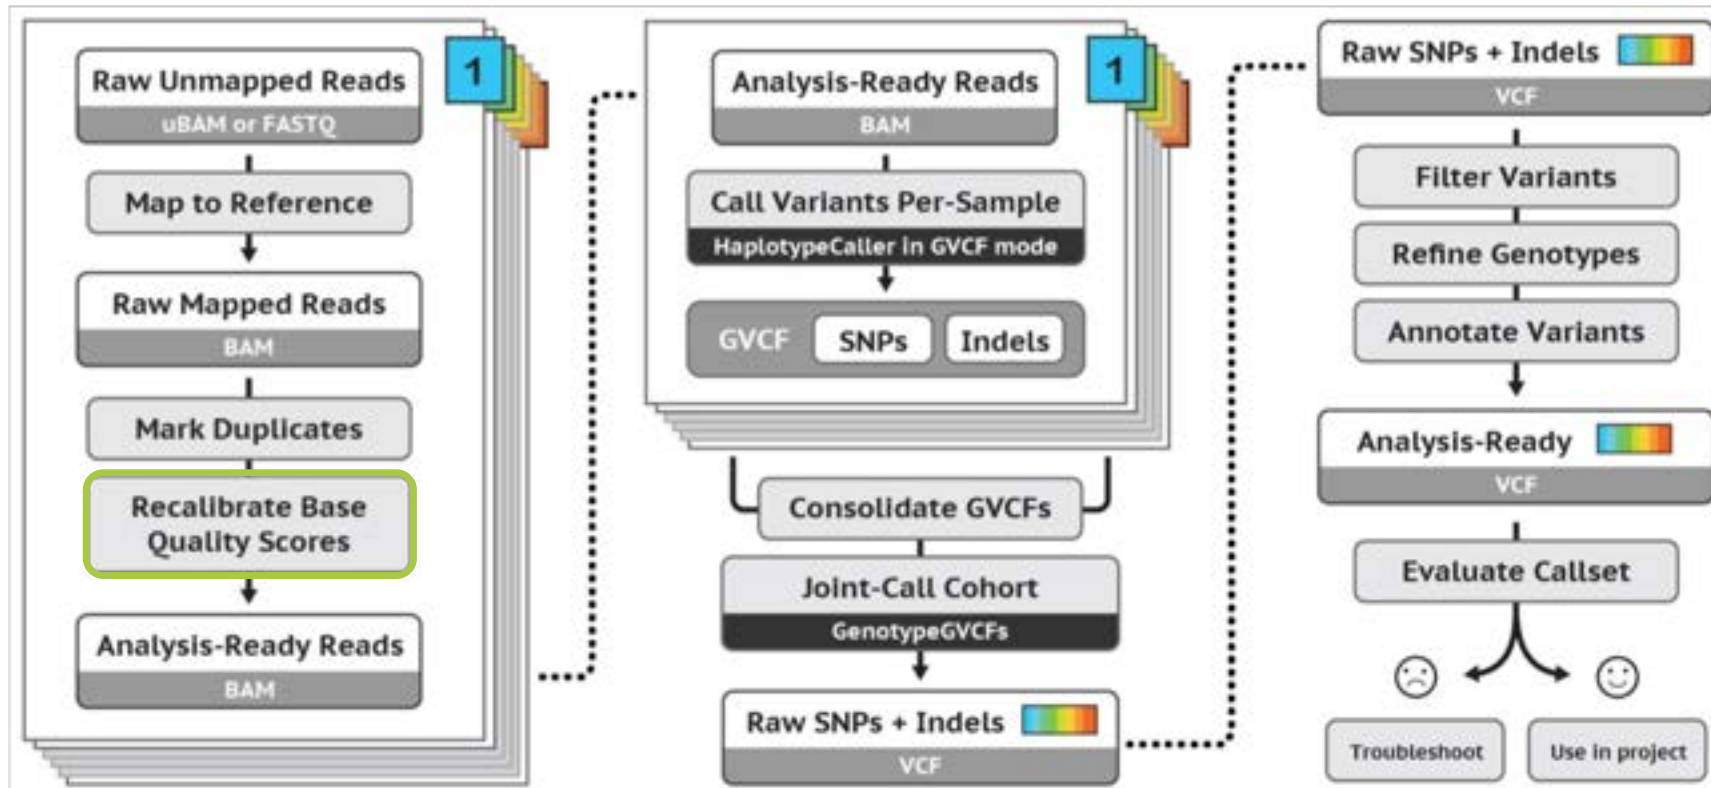 Raw Unmapped Reads
uBAM or FASTQ
1
Map to Reference
Raw Mapped Reads
BAM
Mark Duplicates
Recalibrate Base
Quality Scores
Analysis-Ready Reads
BAM
Analysis-Ready Reads
BAM
1
Call Variants Per-Sample
HaplotypeCaller in GVCF mode
GVCF SNPs Indels
Consolidate GVCFs
Joint-Call Cohort
GenotypeGVCFs
Raw SNPs + Indels
VCF
Raw SNPs + Indels
VCF
Filter Variants
Refine Genotypes
Annotate Variants
Analysis-Ready
VCF
Evaluate Callset
Troubleshoot
Use in project